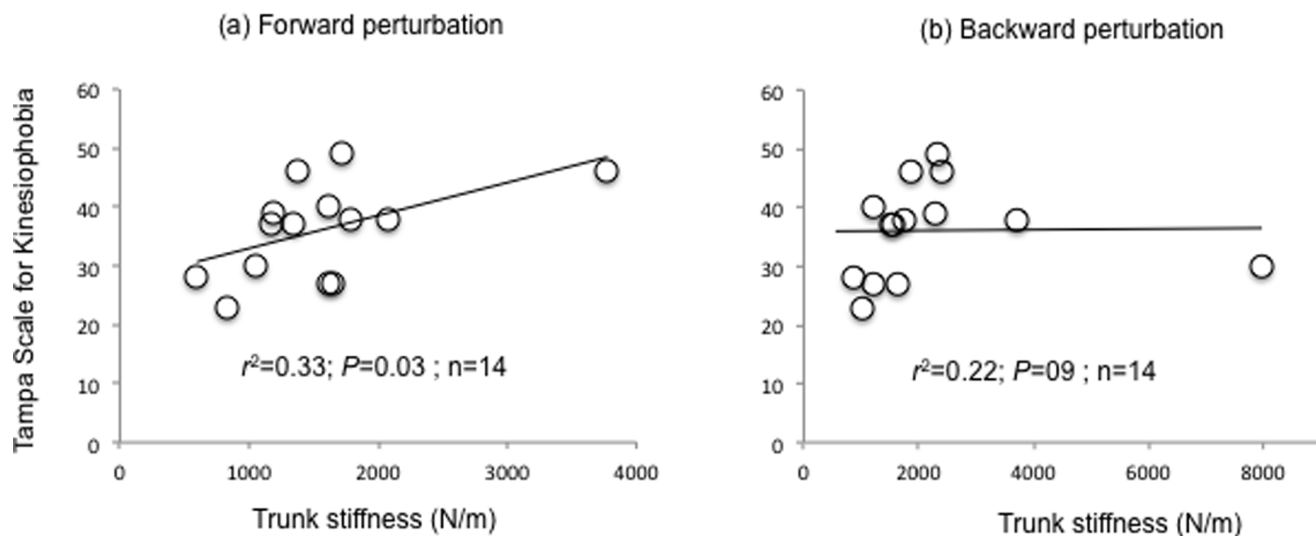 (a) Forward perturbation
Tampa Scale for Kinesiophobia
60
50
40
30
20
10
0
0 1000 2000 3000 4000
r²=0.33; P=0.03 ; n=14
Trunk stiffness (N/m)
(b) Backward perturbation
60
50
40
30
20
10
0
0 2000 4000 6000 8000
r²=0.22; P=09 ; n=14
Trunk stiffness (N/m)